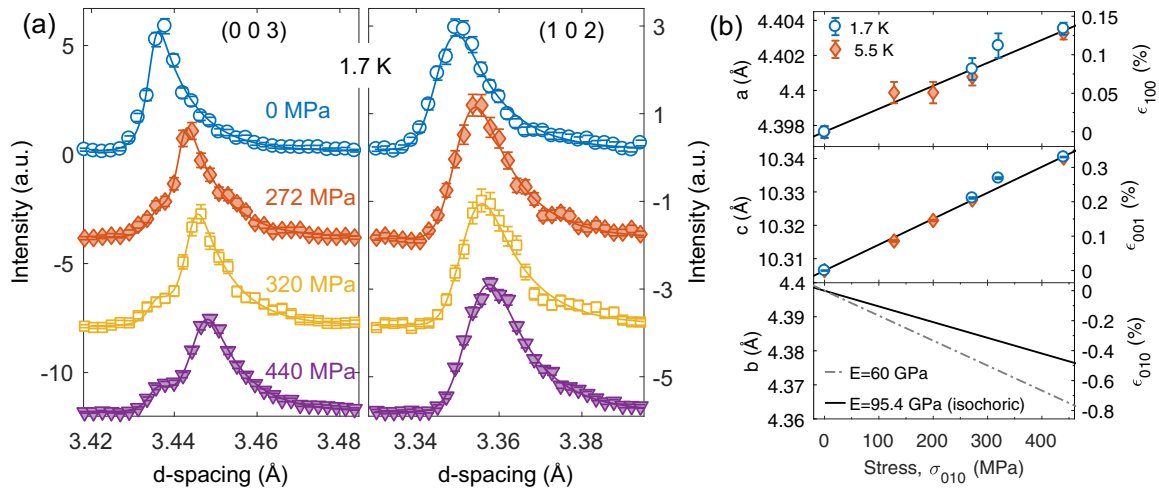 (a)
(0 0 3)
(1 0 2)
1.7 K
0 MPa
272 MPa
320 MPa
440 MPa
5
0
-5
-10
Intensity (a.u.)
3.42
3.44
3.46
3.48
d-spacing (Å)
3
1
-1
-3
-5
Intensity (a.u.)
3.34
3.36
3.38
d-spacing (Å)
(b)
1.7 K
5.5 K
4.404
4.402
4.4
4.398
a (Å)
0.15
0.1
0.05
0
ϵ100 (%)
10.34
10.33
10.32
10.31
c (Å)
0.3
0.2
0.1
0
ϵ001 (%)
4.4
4.39
4.38
4.37
4.36
b (Å)
0
-0.2
-0.4
-0.6
-0.8
ϵ010 (%)
E=60 GPa
E=95.4 GPa (isochoric)
0
100
200
300
400
Stress, σ010 (MPa)